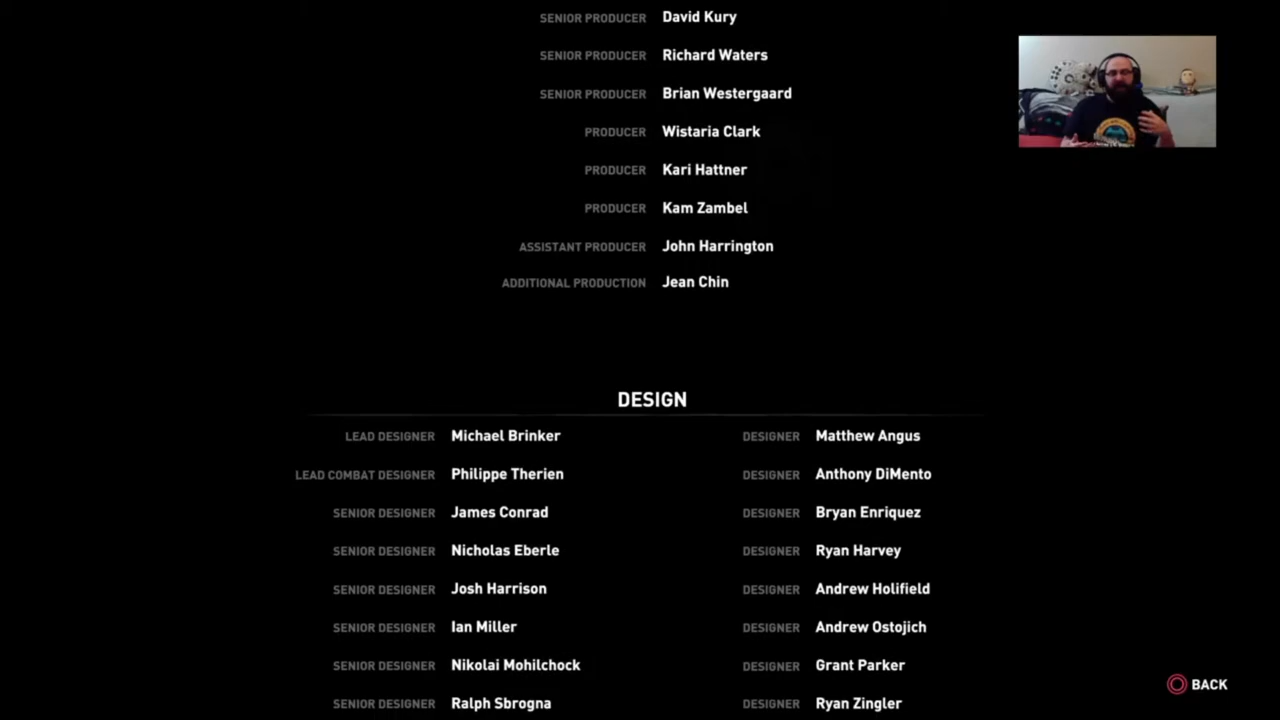 SENIOR PRODUCER David Kury
SENIOR PRODUCER Richard Waters
SENIOR PRODUCER Brian Westergaard
PRODUCER Wistaria Clark
PRODUCER Kari Hattner
PRODUCER Kam Zambel
ASSISTANT PRODUCER John Harrington
ADDITIONAL PRODUCTION Jean Chin
DESIGN
LEAD DESIGNER Michael Brinker DESIGNER Matthew Angus
LEAD COMBAT DESIGNER Philippe Therien DESIGNER Anthony DiMento
SENIOR DESIGNER James Conrad DESIGNER Bryan Enriquez
SENIOR DESIGNER Nicholas Eberle DESIGNER Ryan Harvey
SENIOR DESIGNER Josh Harrison DESIGNER Andrew Holifield
SENIOR DESIGNER Ian Miller DESIGNER Andrew Ostojich
SENIOR DESIGNER Nikolai Mohilchock DESIGNER Grant Parker
SENIOR DESIGNER Ralph Sbrogna DESIGNER Ryan Zingler
BACK